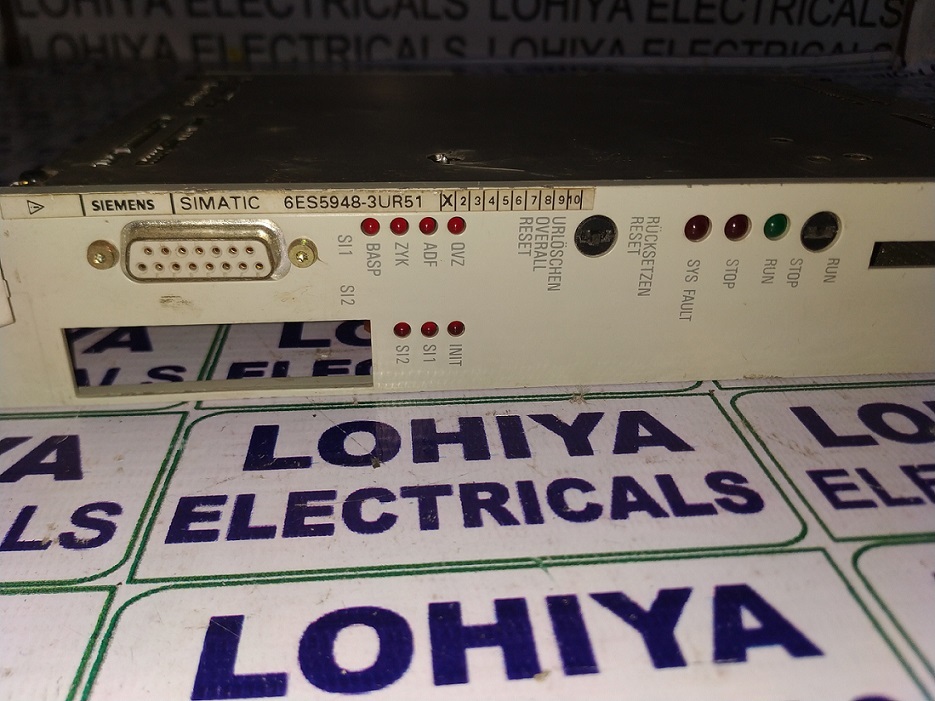 LOHIYA ELECTRICALS LOHIYA ELECTRICALS
LOHIYA ELECTRICALS LOHIYA ELECTRICALS
SIEMENS SIMATIC 6ES5948-3UR51 X 2 3 4 5 6 7 8 9 10
SI1
BASP
ZYK
ADF
QVZ
URLÖSCHEN
OVERALL
RESET
RÜCKSETZEN
RESET
SYS FAULT
STOP
RUN
STOP
RUN
SI2
SI2
SI1
INIT
LOHIYA
ELECTRICALS
LOHIYA